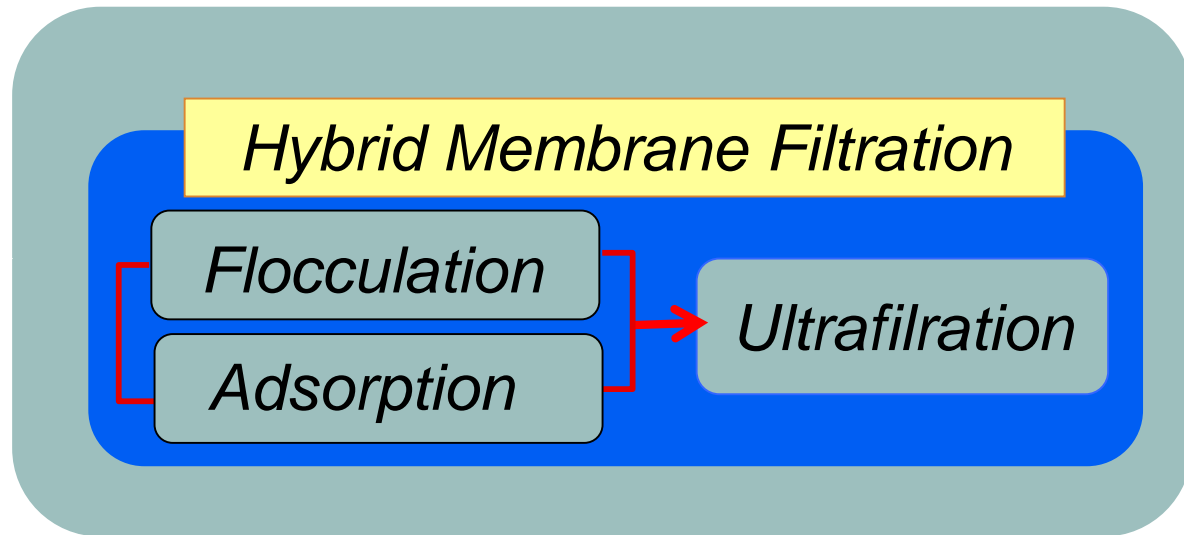 Hybrid Membrane Filtration
Flocculation
Adsorption
Ultrafilration